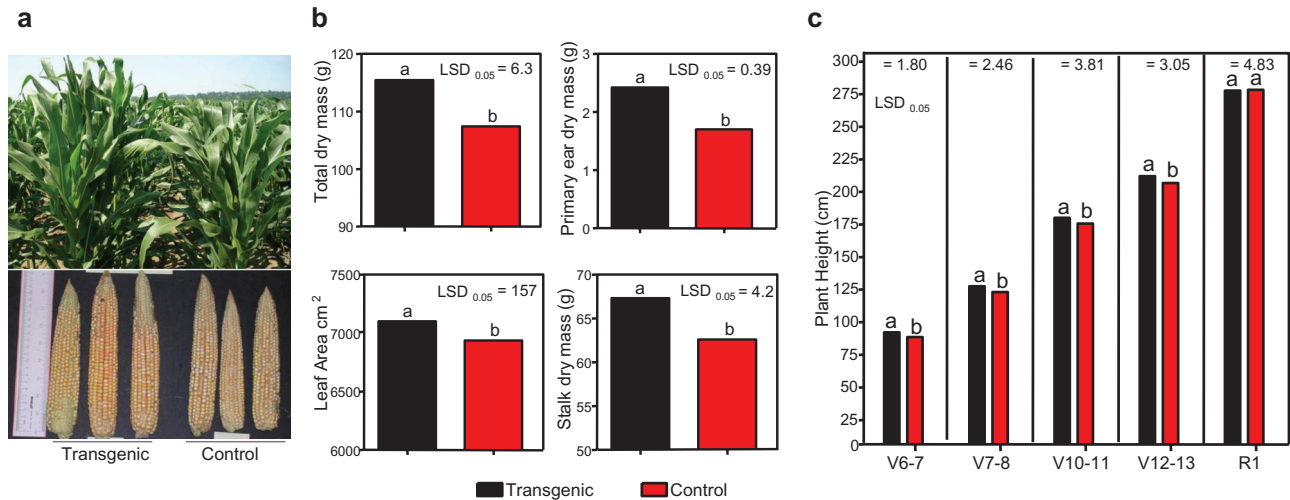 a
Transgenic
Control
b
Total dry mass (g)
120
110
100
90
a
b
LSD 0.05 = 6.3
Primary ear dry mass (g)
3
2
1
0
a
b
LSD 0.05 = 0.39
Leaf Area cm 2
7500
7000
6500
6000
a
b
LSD 0.05 = 157
Stalk dry mass (g)
70
65
60
55
50
a
b
LSD 0.05 = 4.2
Transgenic
Control
c
Plant Height (cm)
300
275
250
225
200
175
150
125
100
75
50
25
0
= 1.80
= 2.46
= 3.81
= 3.05
= 4.83
LSD 0.05
a b
a b
a b
a b
a a
V6-7
V7-8
V10-11
V12-13
R1